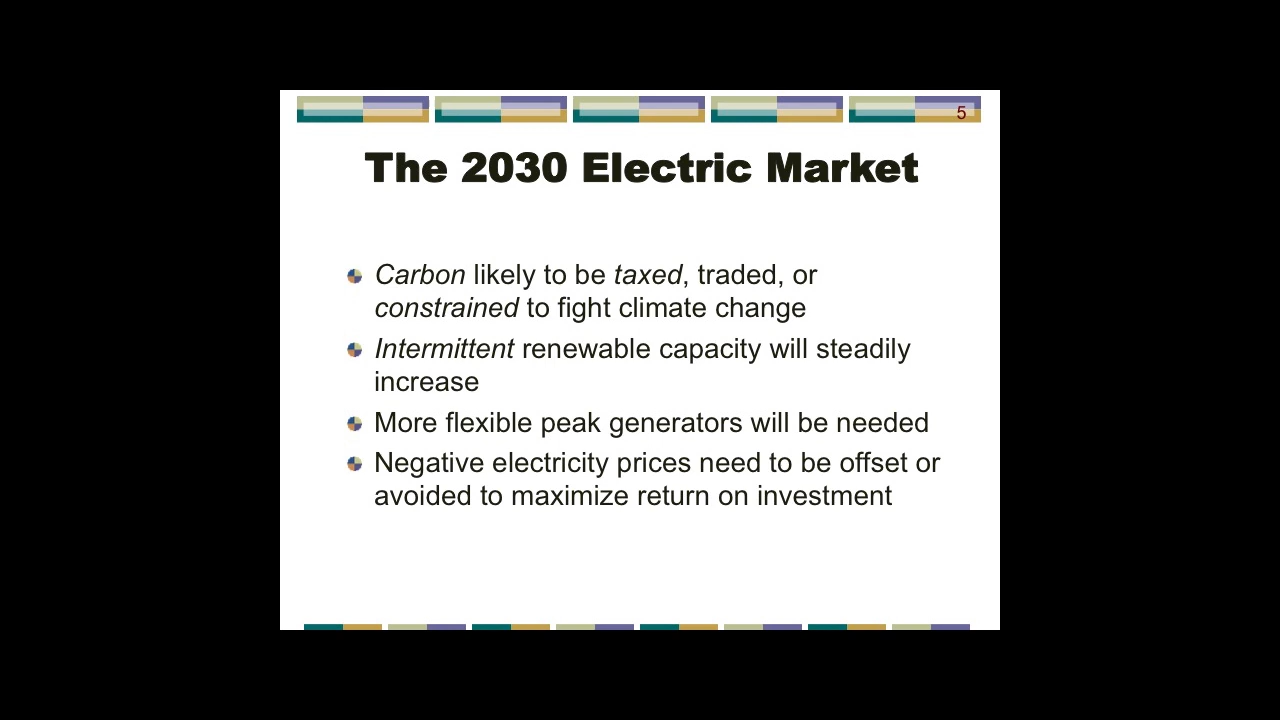 5
The 2030 Electric Market
Carbon likely to be taxed, traded, or
constrained to fight climate change
Intermittent renewable capacity will steadily
increase
More flexible peak generators will be needed
Negative electricity prices need to be offset or
avoided to maximize return on investment